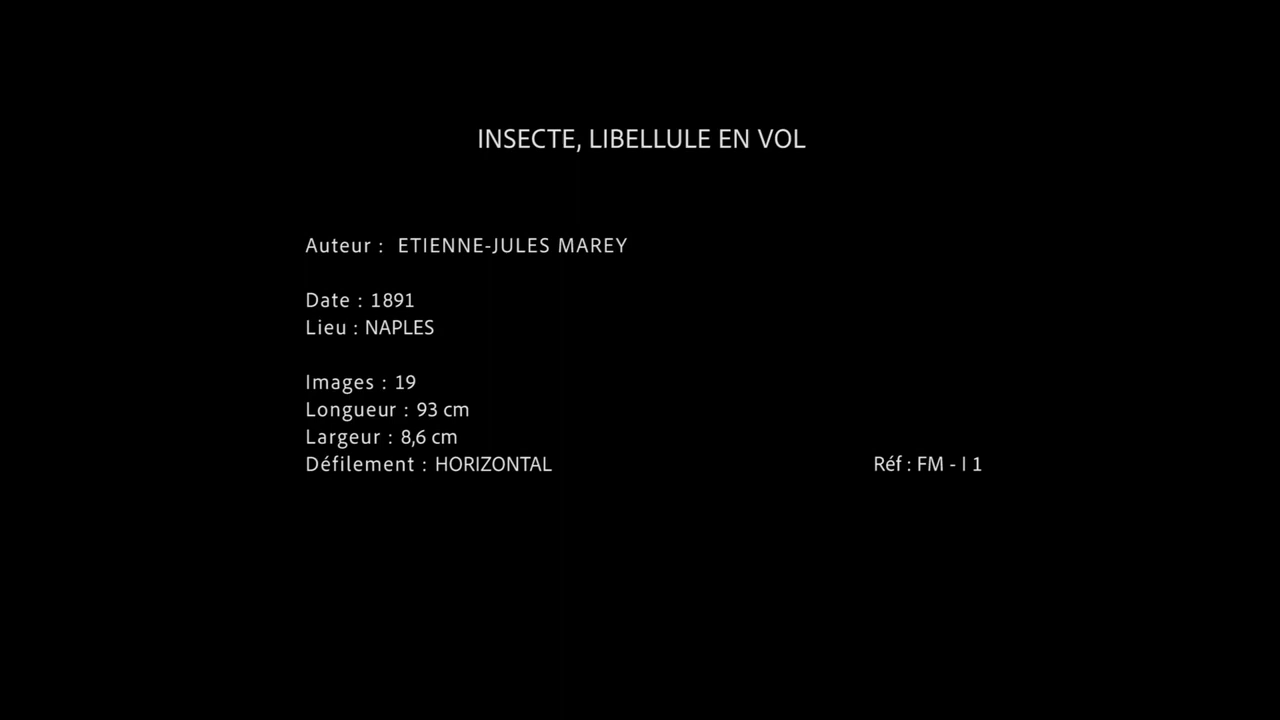 INSECTE, LIBELLULE EN VOL
Auteur : ETIENNE-JULES MAREY
Date : 1891
Lieu : NAPLES
Images : 19
Longueur : 93 cm
Largeur : 8,6 cm
Défilement : HORIZONTAL
Réf : FM - I 1